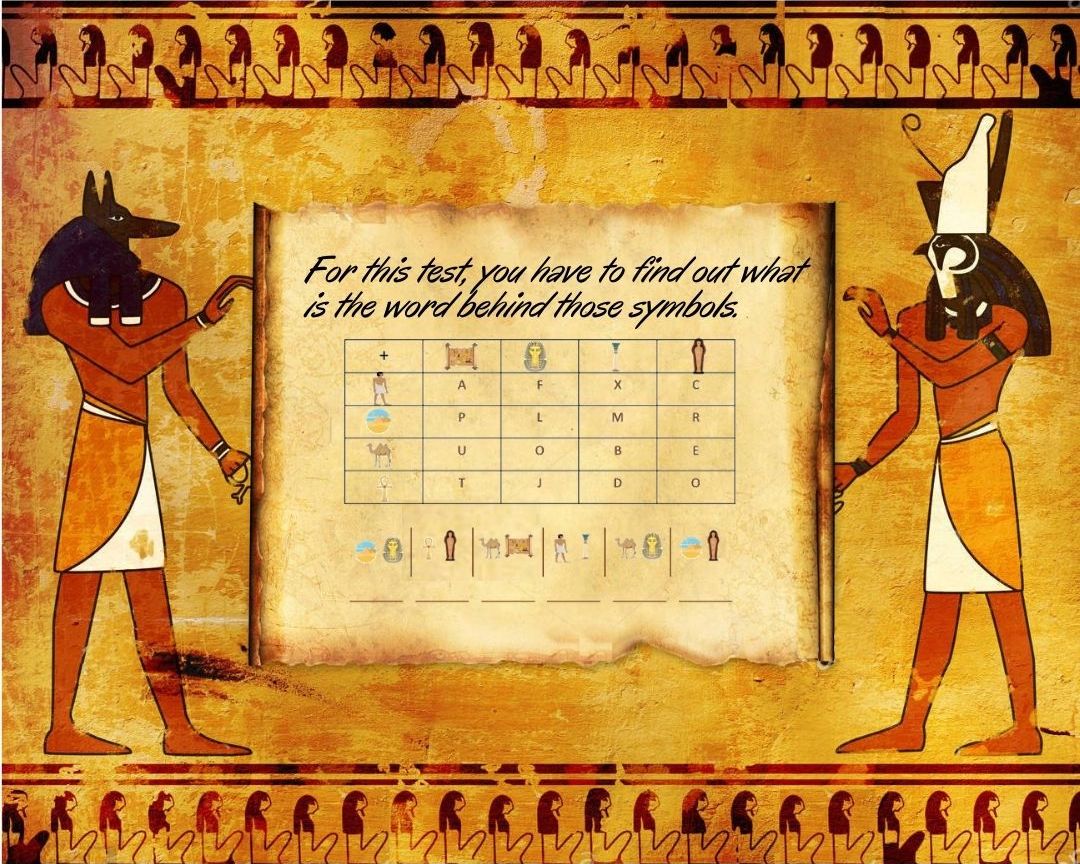 For this test, you have to find out what
is the word behind those symbols.
+
A F X C
P L M R
U O B E
T J D O